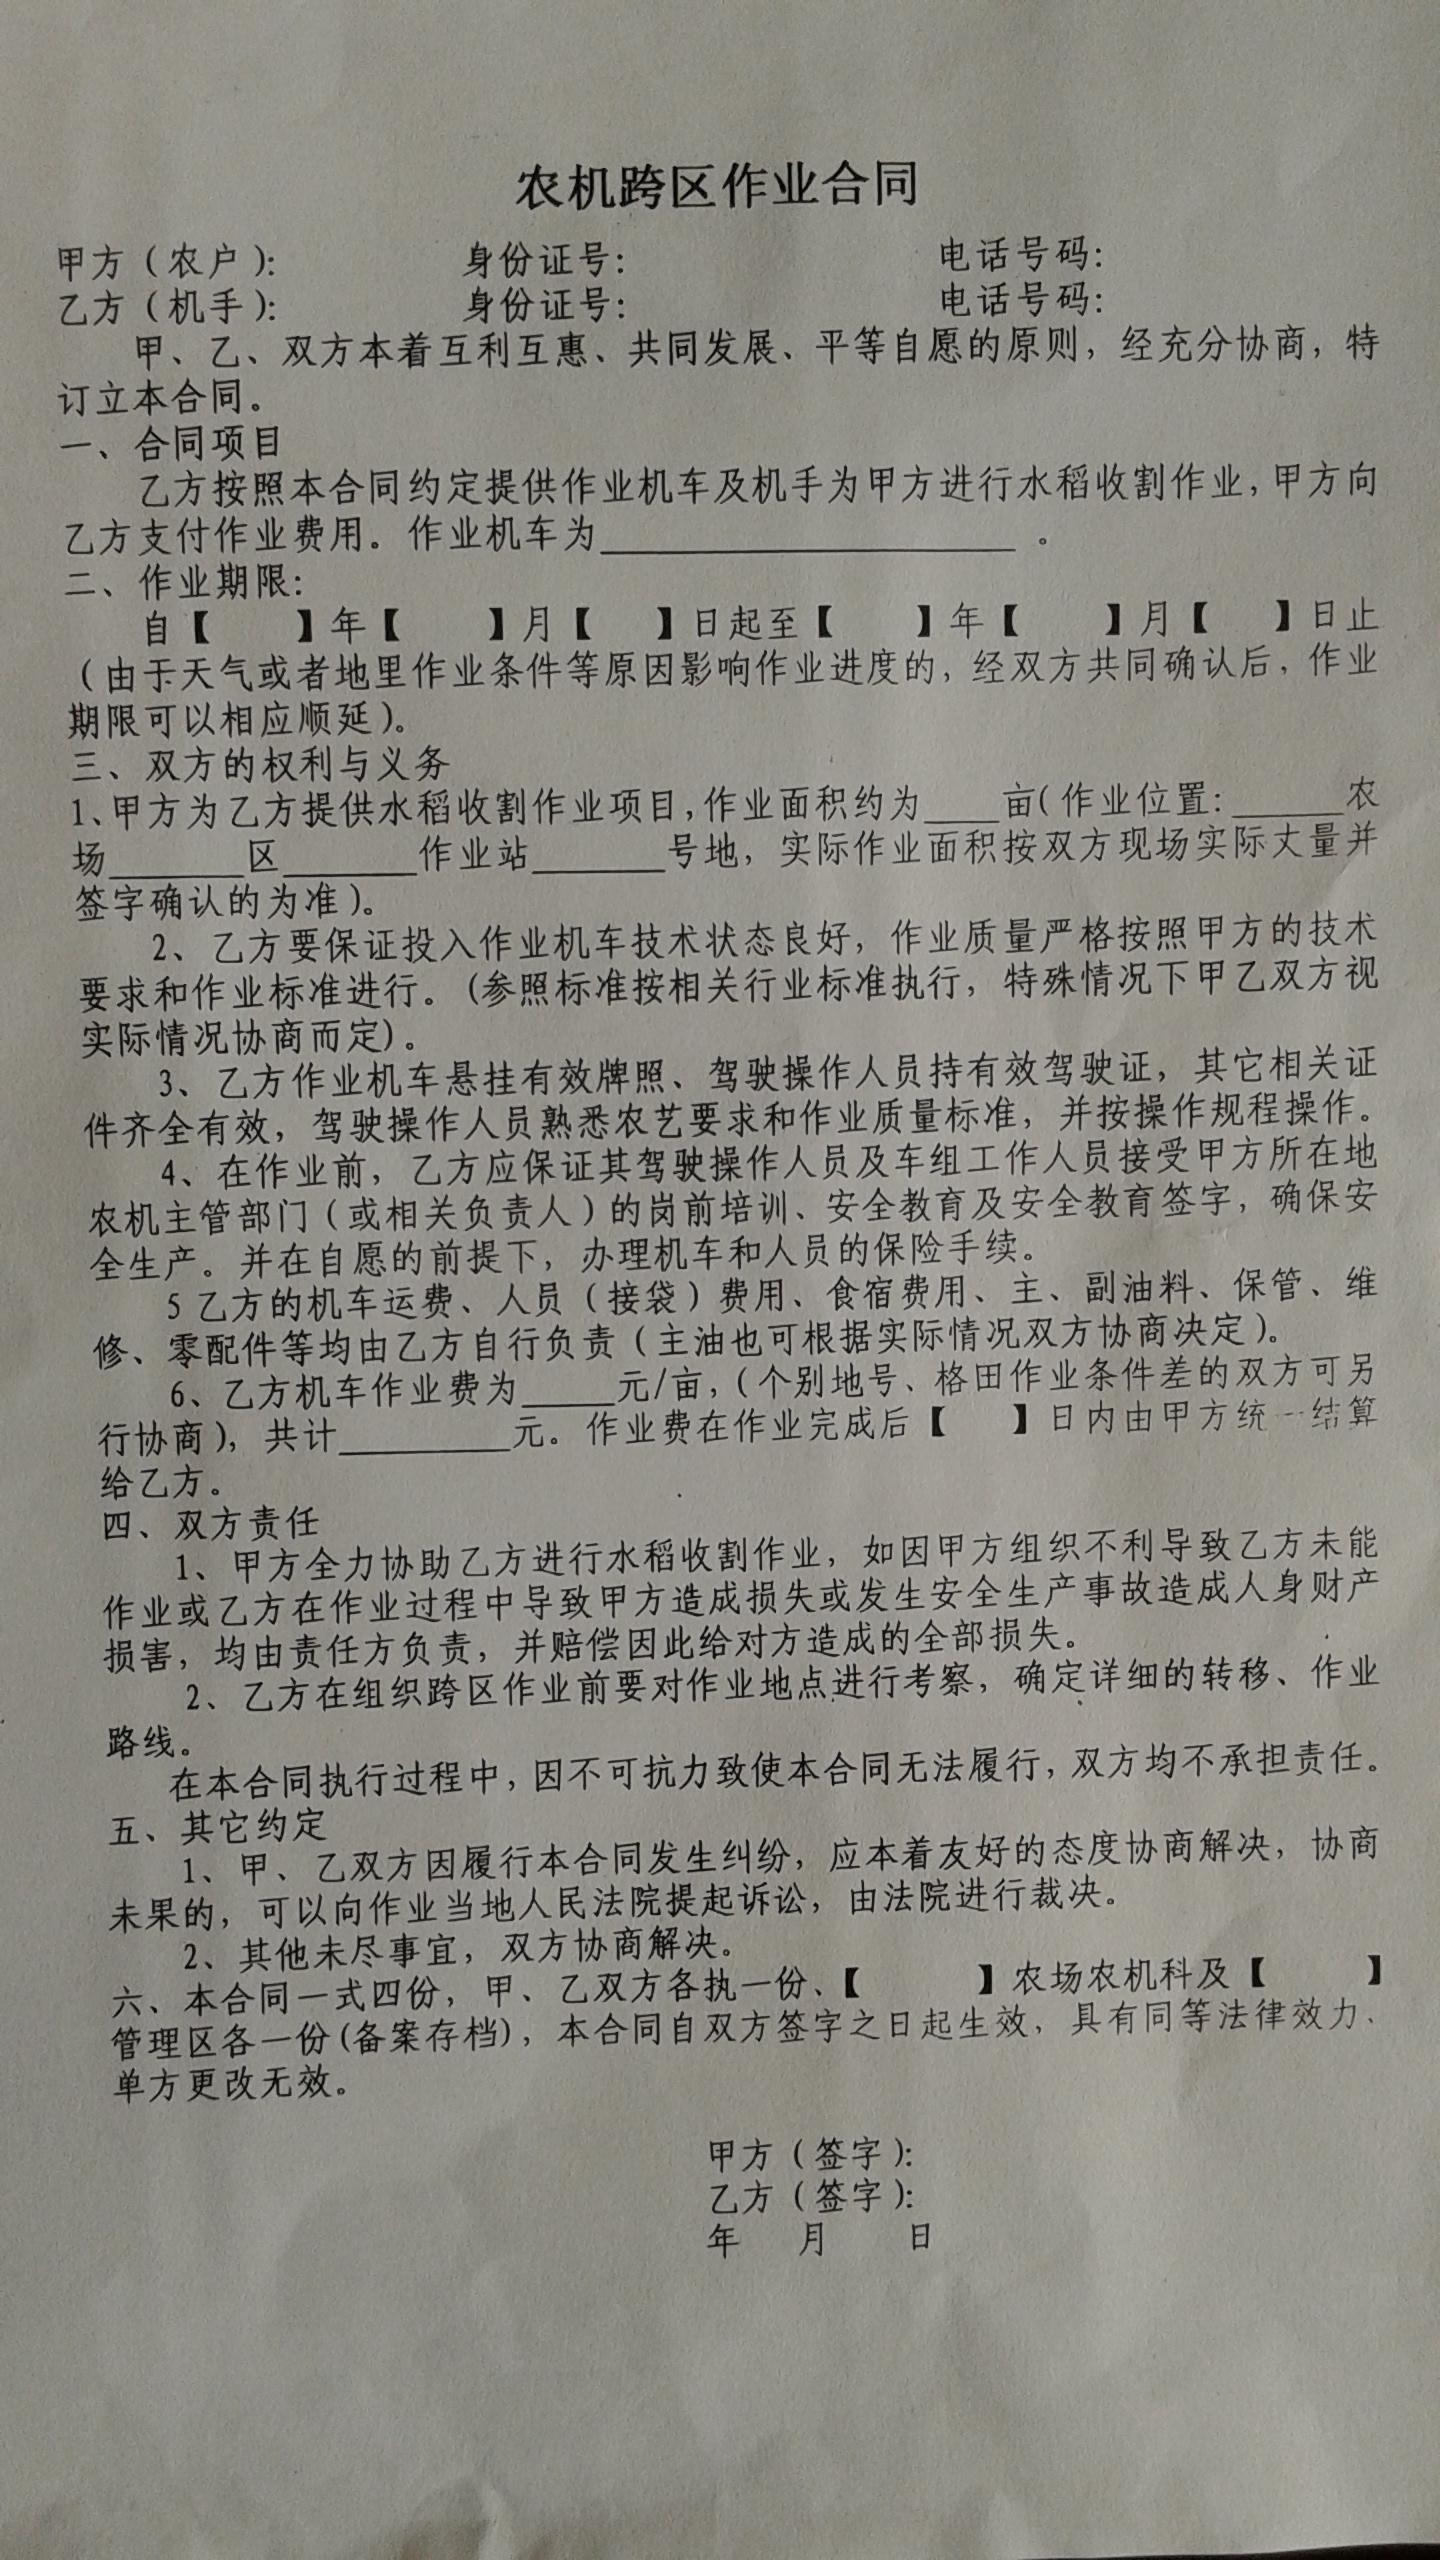 农机跨区作业合同
甲方（农户）： 身份证号： 电话号码：
乙方（机手）： 身份证号： 电话号码：
甲、乙、双方本着互利互惠、共同发展、平等自愿的原则，经充分协商，特
订立本合同。
一、合同项目
乙方按照本合同约定提供作业机车及机手为甲方进行水稻收割作业，甲方向
乙方支付作业费用。作业机车为______________________。
二、作业期限：
自【 】年【 】月【 】日起至【 】年【 】月【 】日止
（由于天气或者地里作业条件等原因影响作业进度的，经双方共同确认后，作业
期限可以相应顺延）。
三、双方的权利与义务
1、甲方为乙方提供水稻收割作业项目，作业面积约为____亩（作业位置：______农
场_______区_______作业站_______号地，实际作业面积按双方现场实际丈量并
签字确认的为准）。
2、乙方要保证投入作业机车技术状态良好，作业质量严格按照甲方的技术
要求和作业标准进行。(参照标准按相关行业标准执行，特殊情况下甲乙双方视
实际情况协商而定)。
3、乙方作业机车悬挂有效牌照、驾驶操作人员持有效驾驶证，其它相关证
件齐全有效，驾驶操作人员熟悉农艺要求和作业质量标准，并按操作规程操作。
4、在作业前，乙方应保证其驾驶操作人员及车组工作人员接受甲方所在地
农机主管部门（或相关负责人）的岗前培训、安全教育及安全教育签字，确保安
全生产。并在自愿的前提下，办理机车和人员的保险手续。
5 乙方的机车运费、人员（接袋）费用、食宿费用、主、副油料、保管、维
修、零配件等均由乙方自行负责（主油也可根据实际情况双方协商决定）。
6、乙方机车作业费为_____元/亩，（个别地号、格田作业条件差的双方可另
行协商），共计_________元。作业费在作业完成后【 】日内由甲方统一结算
给乙方。
四、双方责任
1、甲方全力协助乙方进行水稻收割作业，如因甲方组织不利导致乙方未能
作业或乙方在作业过程中导致甲方造成损失或发生安全生产事故造成人身财产
损害，均由责任方负责，并赔偿因此给对方造成的全部损失。
2、乙方在组织跨区作业前要对作业地点进行考察，确定详细的转移、作业
路线。
在本合同执行过程中，因不可抗力致使本合同无法履行，双方均不承担责任。
五、其它约定
1、甲、乙双方因履行本合同发生纠纷，应本着友好的态度协商解决，协商
未果的，可以向作业当地人民法院提起诉讼，由法院进行裁决。
2、其他未尽事宜，双方协商解决。
六、本合同一式四份，甲、乙双方各执一份、【 】农场农机科及【 】
管理区各一份(备案存档)，本合同自双方签字之日起生效，具有同等法律效力、
单方更改无效。
甲方（签字）：
乙方（签字）：
年 月 日